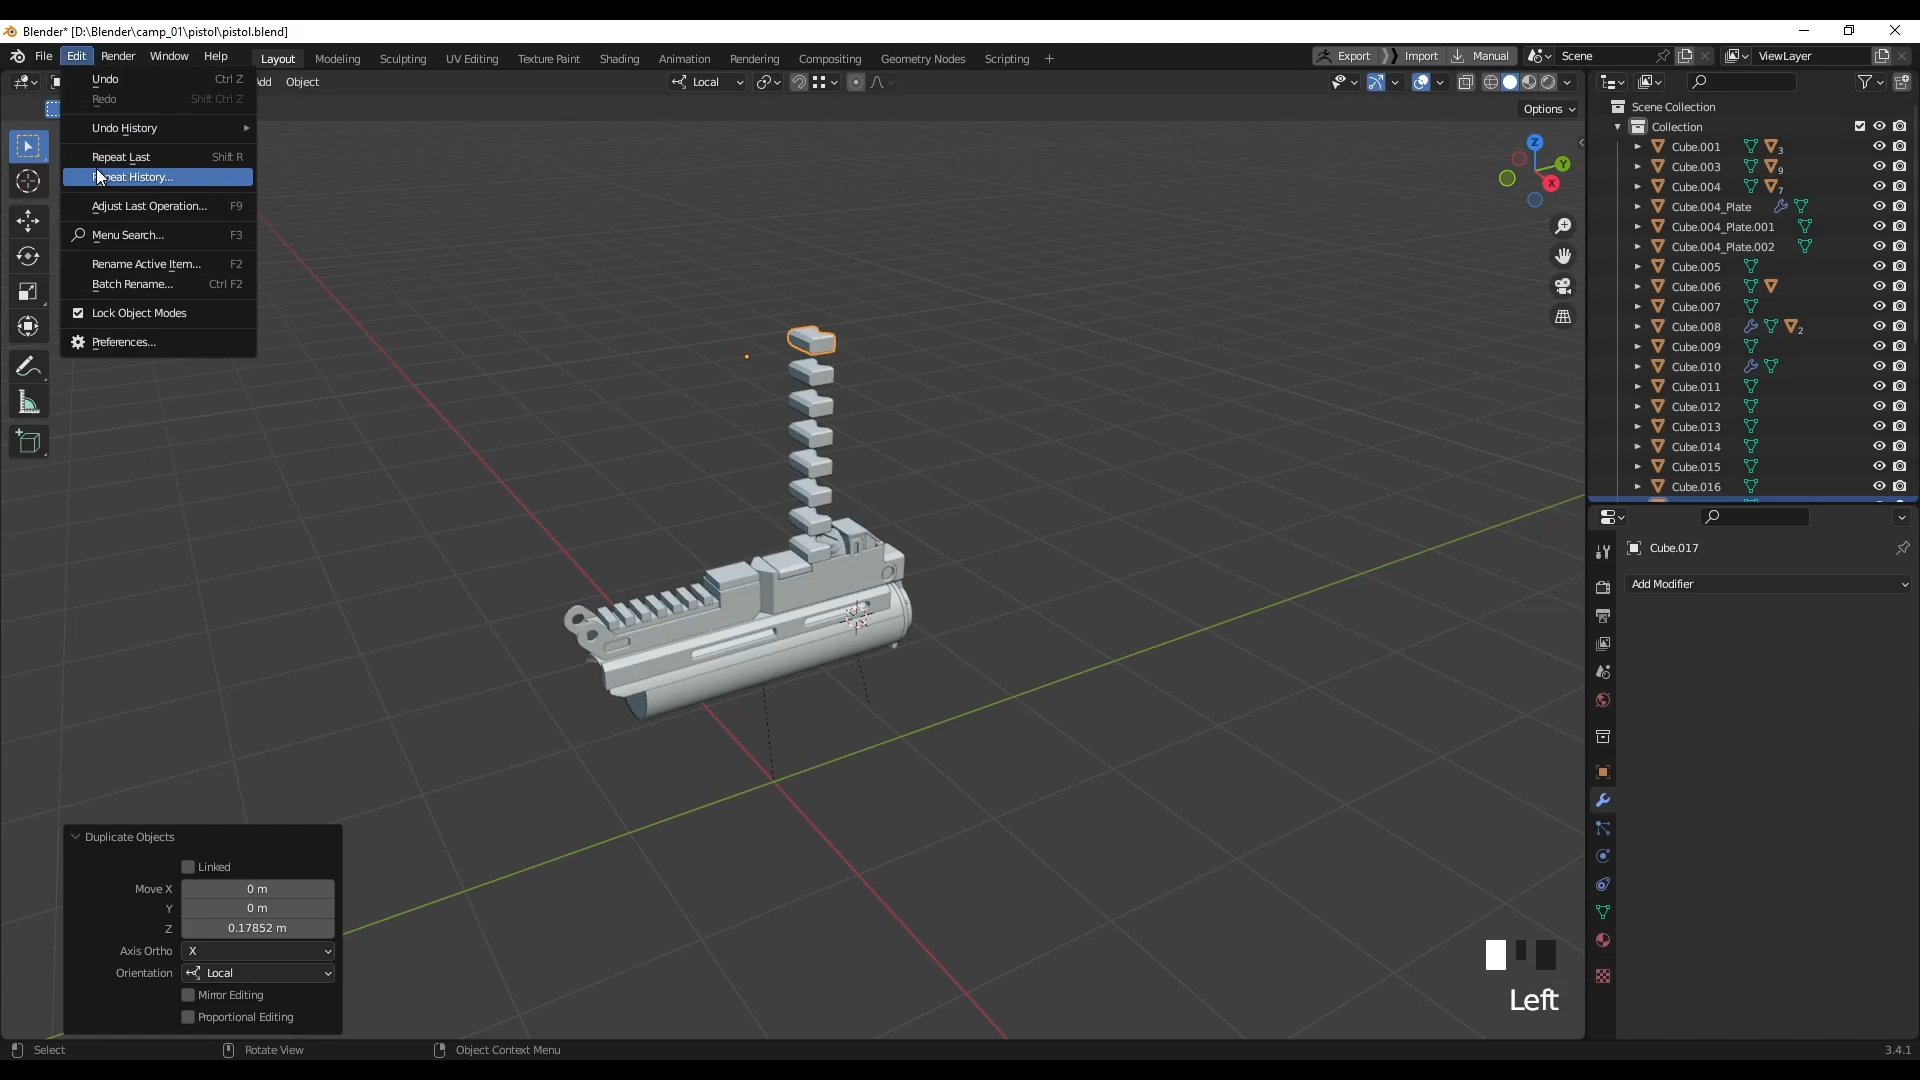 Blender* [D:\Blender\camp_01\pistol\pistol.blend]
File Edit Render Window Help Layout Modeling Sculpting UV Editing Texture Paint Shading Animation Rendering Compositing Geometry Nodes Scripting + Export Import Manual Scene ViewLayer
dd Object Local
Options
Undo Ctrl Z
Redo Shift Ctrl Z
Undo History
Repeat Last Shift R
peat History...
Adjust Last Operation... F9
Menu Search... F3
Rename Active Item... F2
Batch Rename... Ctrl F2
Lock Object Modes
Preferences...
Z
Y
X
Scene Collection
Collection
Cube.001 3
Cube.003 9
Cube.004 7
Cube.004_Plate
Cube.004_Plate.001
Cube.004_Plate.002
Cube.005
Cube.006
Cube.007
Cube.008 2
Cube.009
Cube.010
Cube.011
Cube.012
Cube.013
Cube.014
Cube.015
Cube.016
Cube.017
Add Modifier
Duplicate Objects
Linked
Move X 0 m
Y 0 m
Z 0.17852 m
Axis Ortho X
Orientation Local
Mirror Editing
Proportional Editing
Left
Select Rotate View Object Context Menu 3.4.1